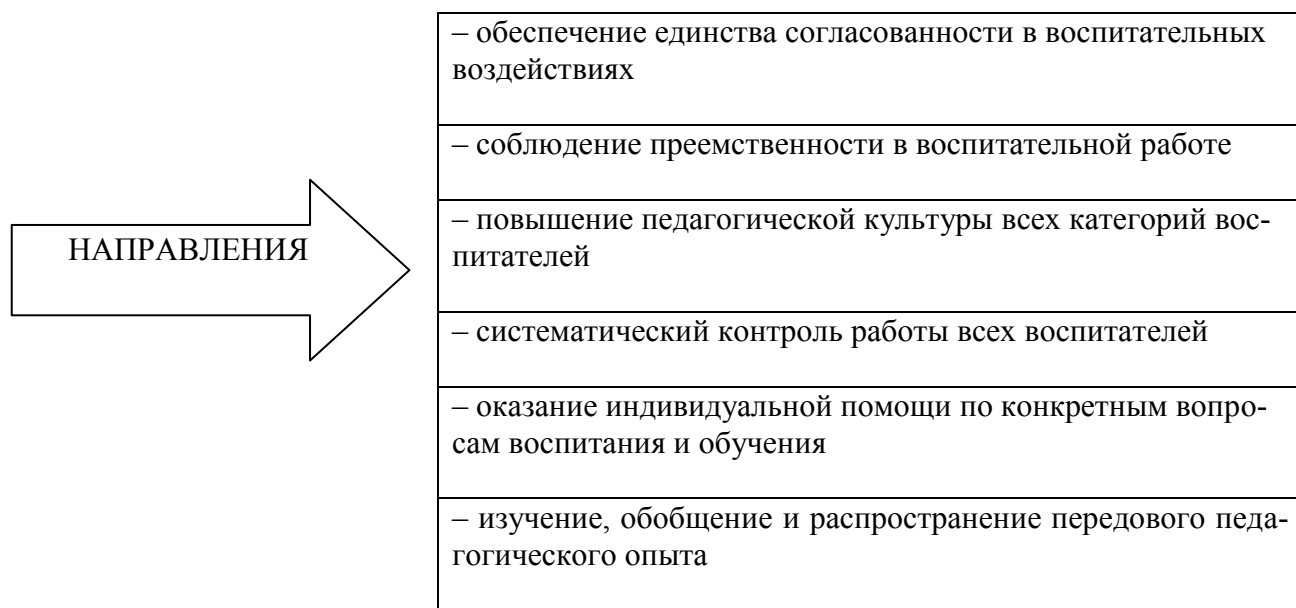 – обеспечение единства согласованности в воспитательных
воздействиях
– соблюдение преемственности в воспитательной работе
– повышение педагогической культуры всех категорий вос-
питателей
НАПРАВЛЕНИЯ
– систематический контроль работы всех воспитателей
– оказание индивидуальной помощи по конкретным вопро-
сам воспитания и обучения
– изучение, обобщение и распространение передового педа-
гогического опыта